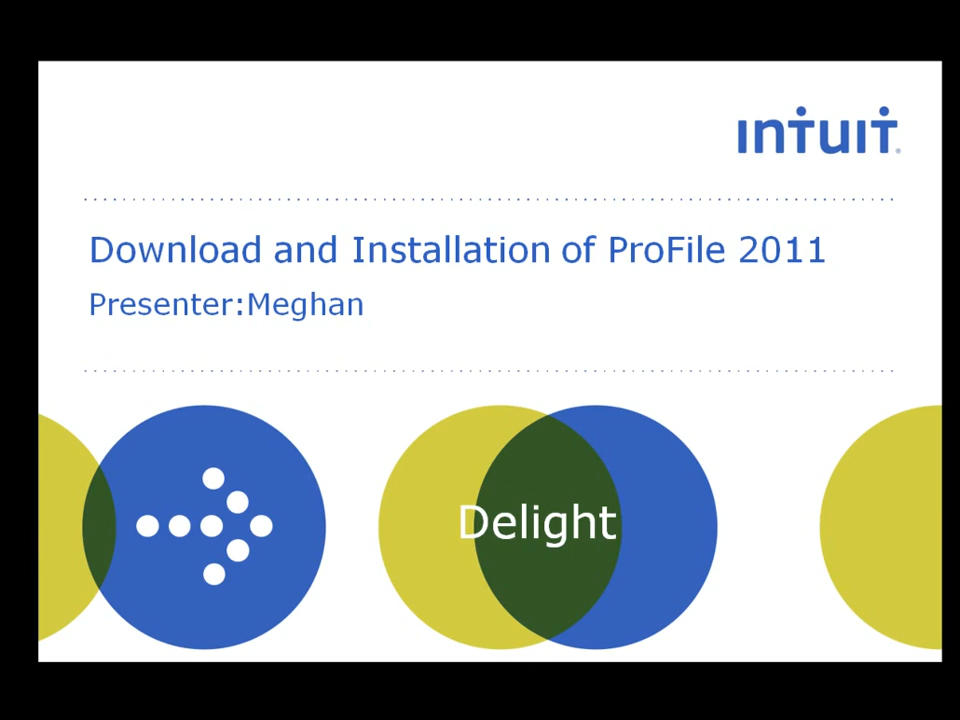 INTUIT
Download and Installation of ProFile 2011
Presenter:Meghan
Delight